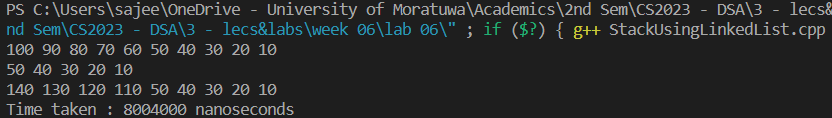 PS C:\Users\sajee\OneDrive - University of Moratuwa\Academics\2nd Sem\CS2023 - DSA\3 - lecs&
nd Sem\CS2023 - DSA\3 - lecs&labs\week 06\lab 06\" ; if ($?) { g++ StackUsingLinkedList.cpp
100 90 80 70 60 50 40 30 20 10
50 40 30 20 10
140 130 120 110 50 40 30 20 10
Time taken : 8004000 nanoseconds